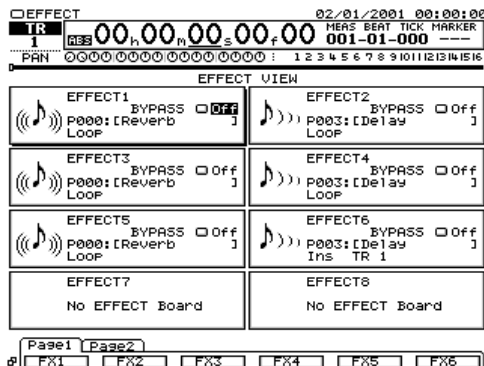 EFFECT 02/01/2001 00:00:00
TR 1 ABS 00h00m00s00f00 MEAS BEAT TICK MARKER
001-01-000 ---
PAN 1 2 3 4 5 6 7 8 9 10 11 12 13 14 15 16
EFFECT VIEW
EFFECT1
BYPASS Off
P000:[Reverb ]
Loop
EFFECT2
BYPASS Off
P003:[Delay ]
Loop
EFFECT3
BYPASS Off
P000:[Reverb ]
Loop
EFFECT4
BYPASS Off
P003:[Delay ]
Loop
EFFECT5
BYPASS Off
P000:[Reverb ]
Loop
EFFECT6
BYPASS Off
P003:[Delay ]
Ins TR 1
EFFECT7
No EFFECT Board
EFFECT8
No EFFECT Board
Page1 Page2
FX1 FX2 FX3 FX4 FX5 FX6